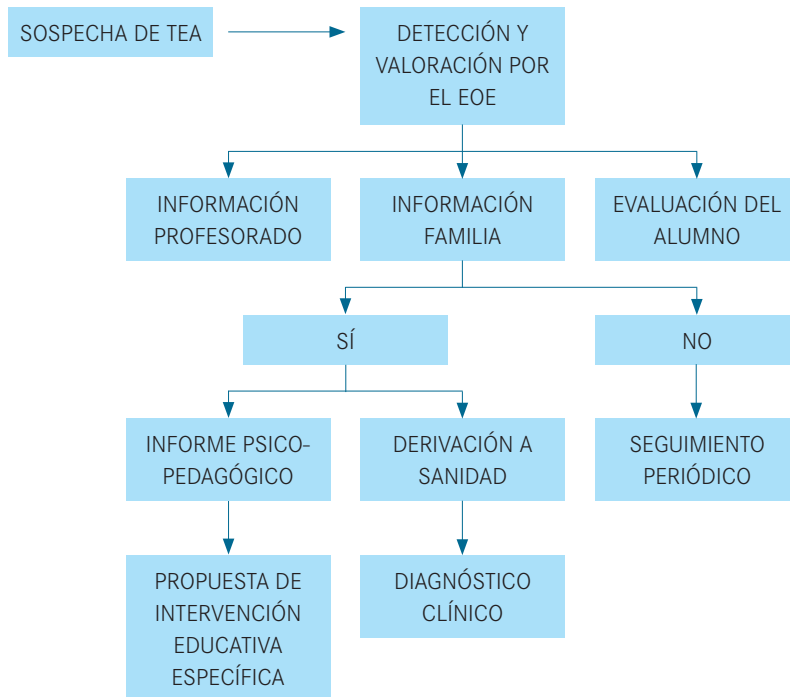 SOSPECHA DE TEA
DETECCIÓN Y
VALORACIÓN POR
EL EOE
INFORMACIÓN
PROFESORADO
INFORMACIÓN
FAMILIA
EVALUACIÓN DEL
ALUMNO
SÍ
NO
INFORME PSICO-
PEDAGÓGICO
DERIVACIÓN A
SANIDAD
SEGUIMIENTO
PERIÓDICO
PROPUESTA DE
INTERVENCIÓN
EDUCATIVA
ESPECÍFICA
DIAGNÓSTICO
CLÍNICO